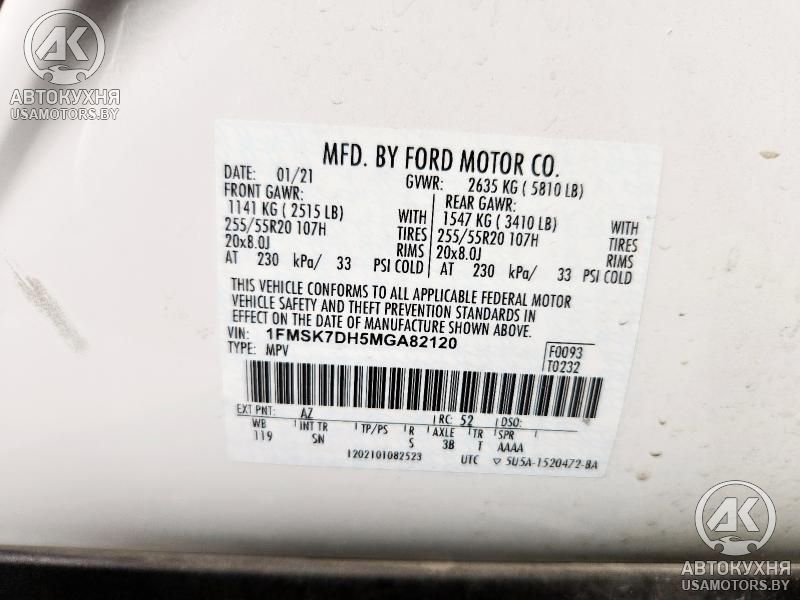 АК
АВТОКУХНЯ
USAMOTORS.BY
MFD. BY FORD MOTOR CO.
DATE: 01/21 GVWR: 2635 KG ( 5810 LB)
FRONT GAWR: REAR GAWR:
1141 KG ( 2515 LB) WITH 1547 KG ( 3410 LB) WITH
255/55R20 107H TIRES 255/55R20 107H TIRES
20x8.0J RIMS 20x8.0J RIMS
AT 230 kPa/ 33 PSI COLD AT 230 kPa/ 33 PSI COLD
THIS VEHICLE CONFORMS TO ALL APPLICABLE FEDERAL MOTOR
VEHICLE SAFETY AND THEFT PREVENTION STANDARDS IN
EFFECT ON THE DATE OF MANUFACTURE SHOWN ABOVE.
VIN: 1FMSK7DH5MGA82120
TYPE: MPV
F0093
T0232
EXT PNT: AZ RC: 52 DSO:
WB INT TR TP/PS R AXLE TR SPR
119 SN S 3B T AAAA
I202101082523 UTC ▽ 5U5A-1520472-BA
АК
АВТОКУХНЯ
USAMOTORS.BY